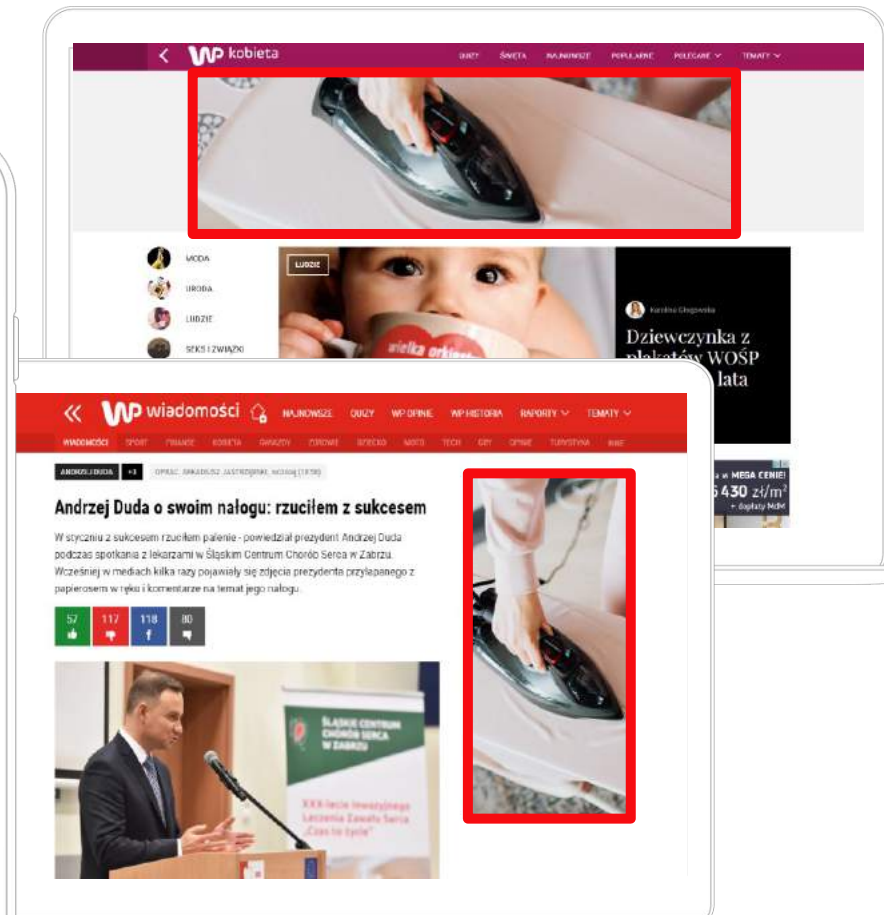 WP kobieta
QUIZY ŚWIĘTA NAJNOWSZE POPULARNE POLECANE TEMATY
MODA
URODA
LUDZIE
SEKS I ZWIĄZKI
LUDZIE
wielka orkiestra
Karolina Głogowska
Dziewczynka z
plakatów WOŚP
lata
w MEGA CENIE!
5 430 zł/m²
+ dopłaty MdM
WP wiadomości NAJNOWSZE QUIZY WP OPINIE WP HISTORIA RAPORTY TEMATY
WIADOMOŚCI SPORT FINANSE KOBIETA GWIAZDY ZDROWIE DZIECKO MOTO TECH GRY OPINIE TURYSTYKA INNE
ANDRZEJ DUDA +3 OPRAC. ARKADIUSZ JASTRZĘBSKI, wczoraj (18:58)
Andrzej Duda o swoim nałogu: rzuciłem z sukcesem
W styczniu z sukcesem rzuciłem palenie - powiedział prezydent Andrzej Duda
podczas spotkania z lekarzami w Śląskim Centrum Chorób Serca w Zabrzu.
Wcześniej w mediach kilka razy pojawiały się zdjęcia prezydenta przyłapanego z
papierosem w ręku i komentarze na temat jego nałogu.
57 117 118 80
ŚLĄSKIE CENTRUM
CHORÓB SERCA
W ZABRZU
XXX-lecie Inwazyjnego
Leczenia Zawału Serca
„Czas to życie”